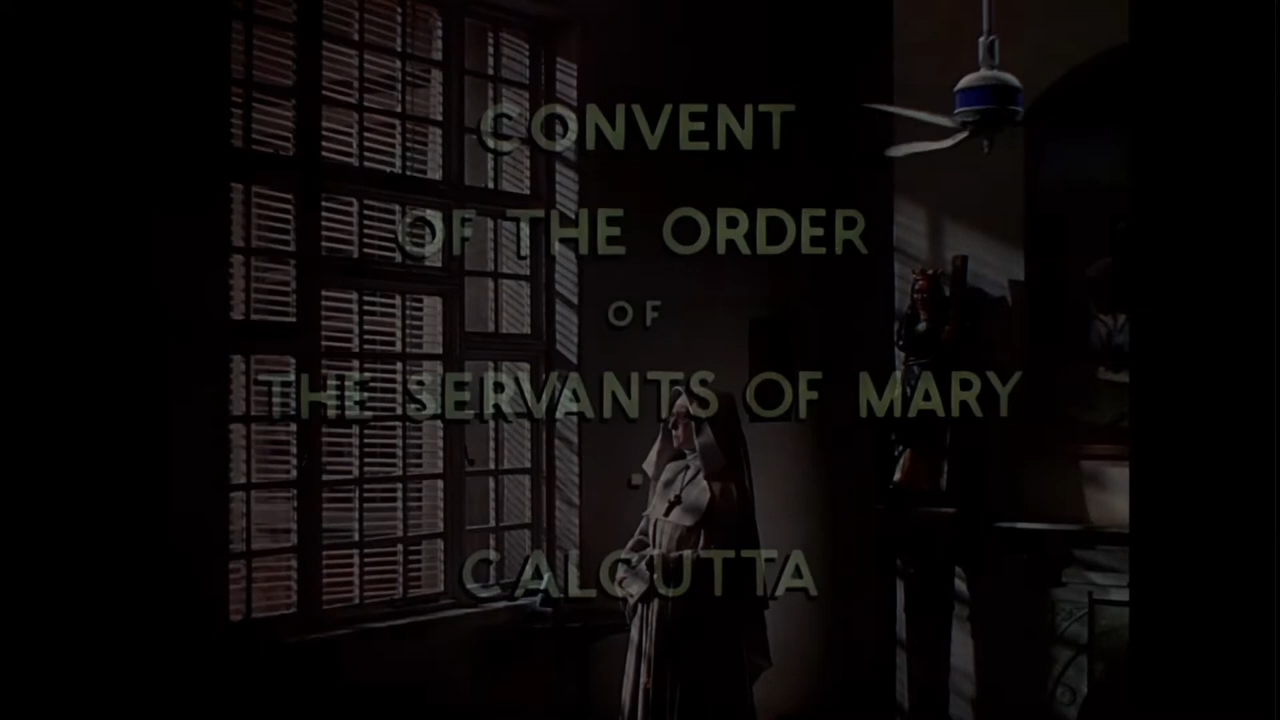 CONVENT
OF THE ORDER
OF
THE SERVANTS OF MARY
CALCUTTA